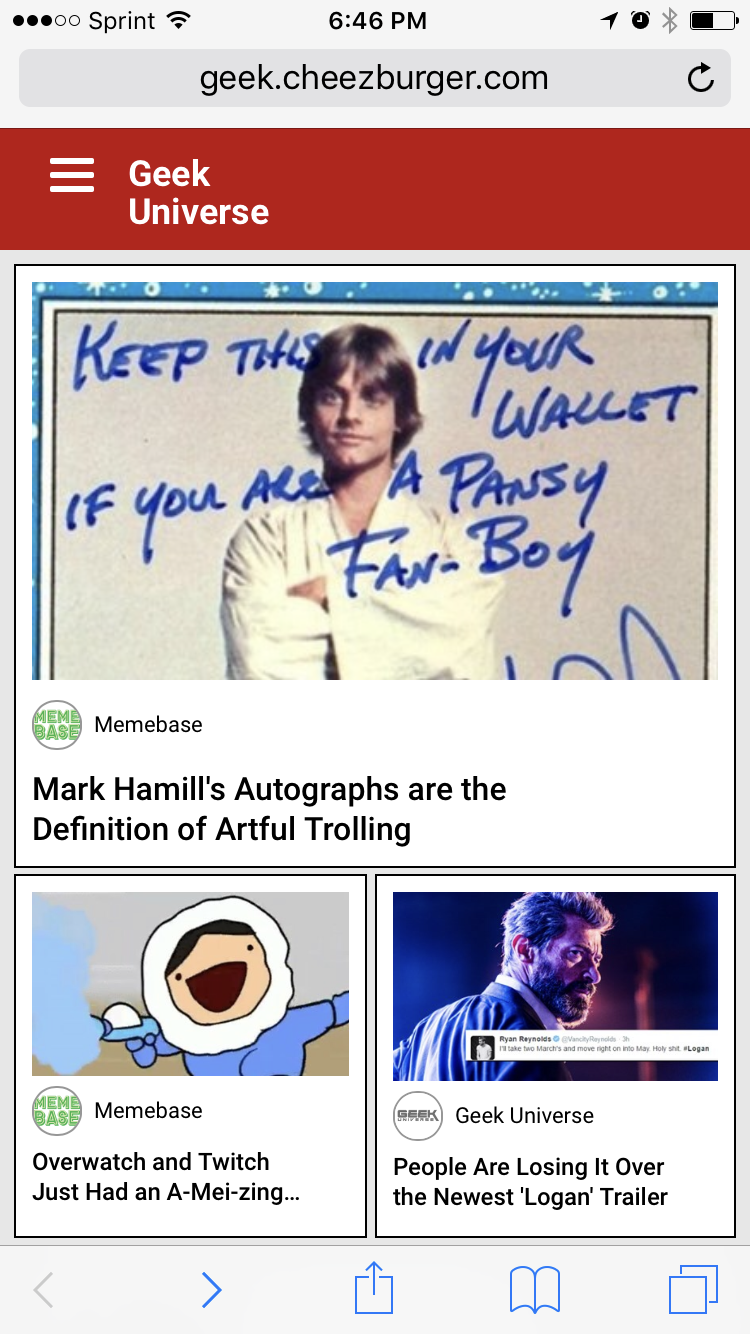 Sprint 6:46 PM
geek.cheezburger.com
Geek
Universe
KEEP THIS IN YOUR
WALLET
IF YOU ARE A PANSY
FAN-BOY
MEME
BASE
Memebase
Mark Hamill's Autographs are the
Definition of Artful Trolling
Ryan Reynolds @VancityReynolds 3h
I'll take two March's and move right on into May. Holy shit. #Logan
MEME
BASE
Memebase
Overwatch and Twitch
Just Had an A-Mei-zing...
GEEK
UNIVERSE
Geek Universe
People Are Losing It Over
the Newest 'Logan' Trailer